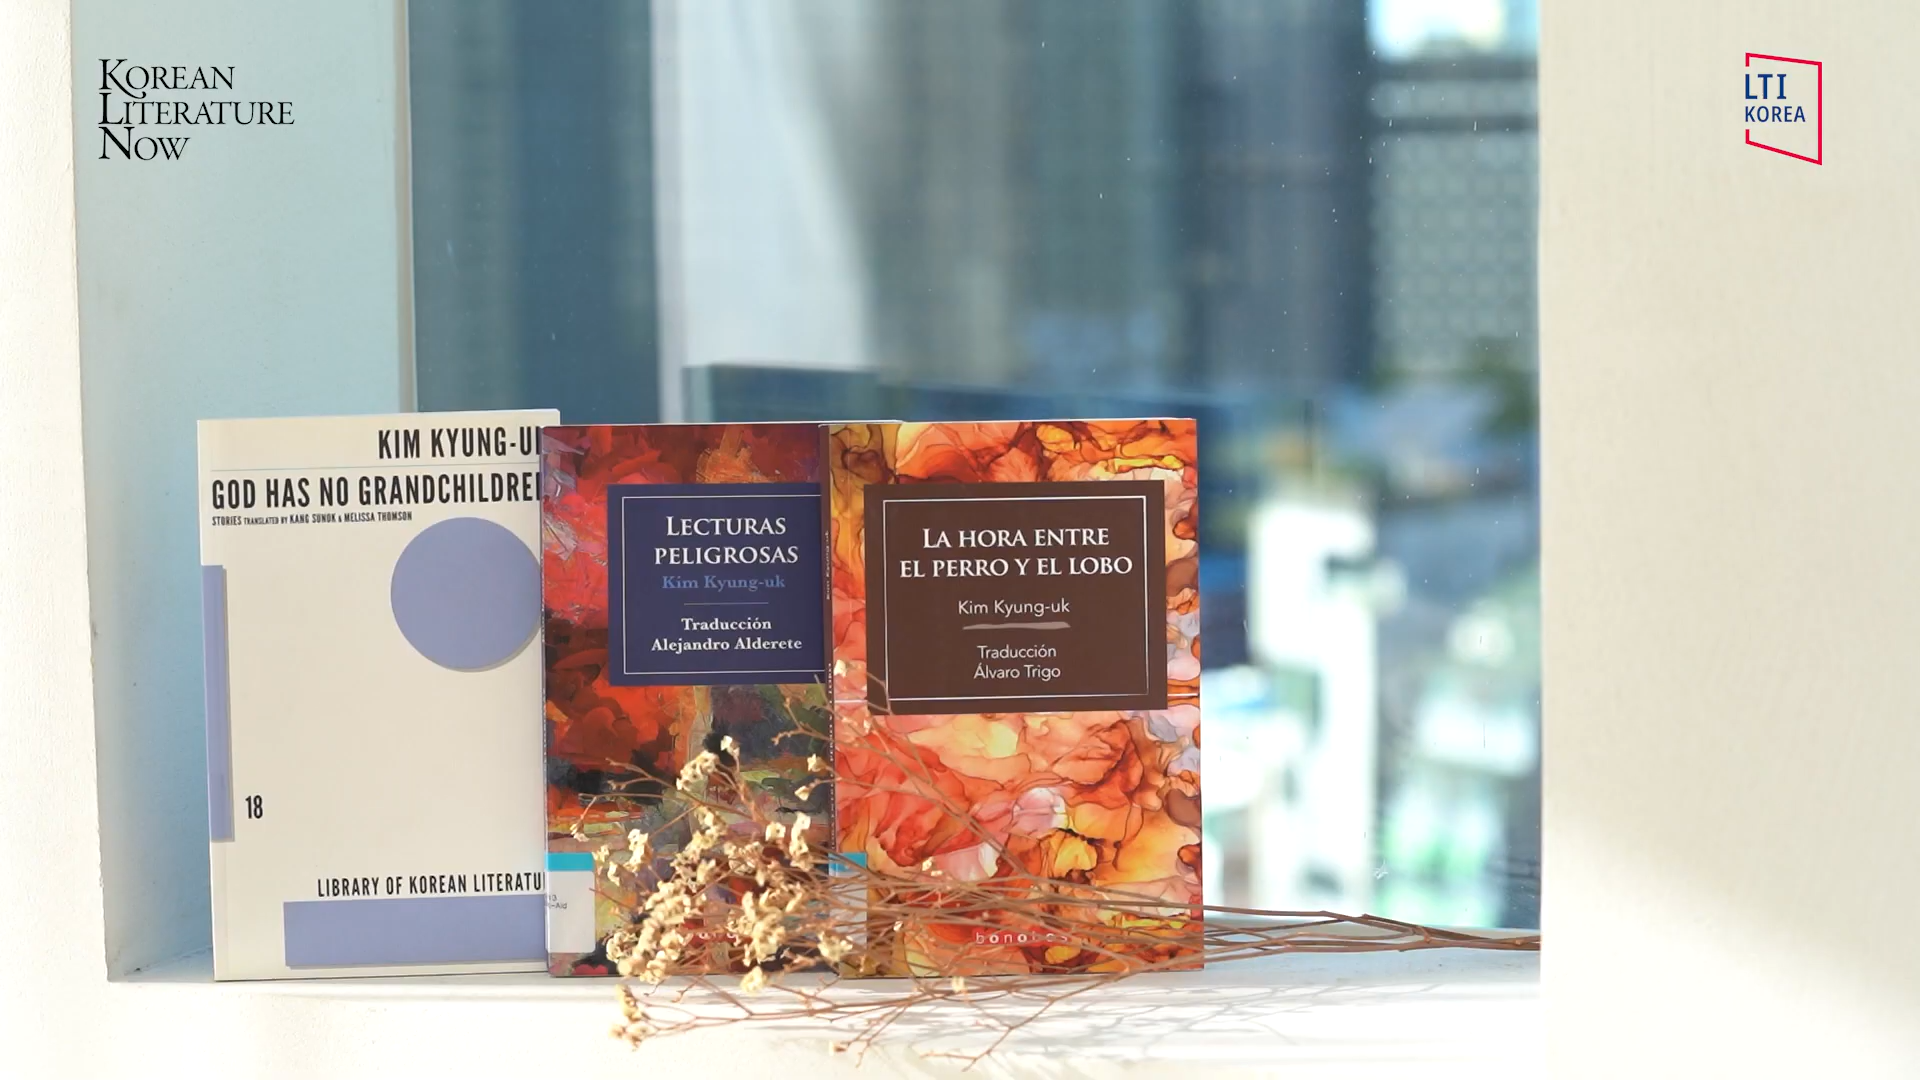 KOREAN
LITERATURE
NOW
LTI
KOREA
KIM KYUNG-U
GOD HAS NO GRANDCHILDREN
STORIES TRANSLATED BY KANG SUNOK & MELISSA THOMSON
18
LIBRARY OF KOREAN LITERATU
LECTURAS
PELIGROSAS
Kim Kyung-uk
Traducción
Alejandro Alderete
LA HORA ENTRE
EL PERRO Y EL LOBO
Kim Kyung-uk
Traducción
Álvaro Trigo
bonobos